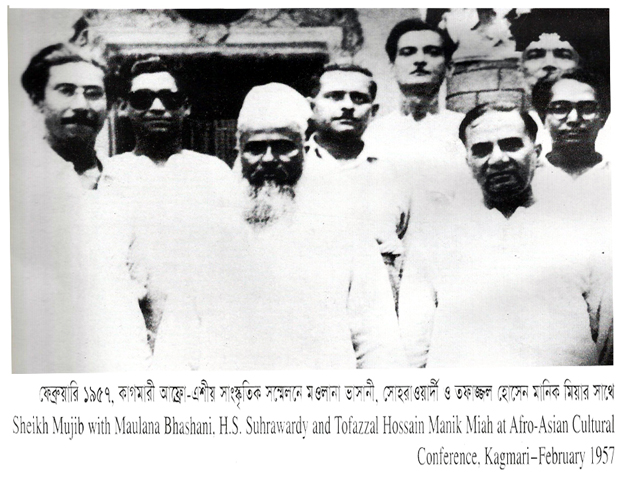 ফেব্রুয়ারি ১৯৫৭, কাগমারী আফ্রো-এশীয় সাংস্কৃতিক সম্মেলনে মওলানা ভাসানী, সোহরাওয়ার্দী ও তফাজ্জল হোসেন মানিক মিয়ার সাথে
Sheikh Mujib with Maulana Bhashani, H.S. Suhrawardy and Tofazzal Hossain Manik Miah at Afro-Asian Cultural
Conference, Kagmari–February 1957